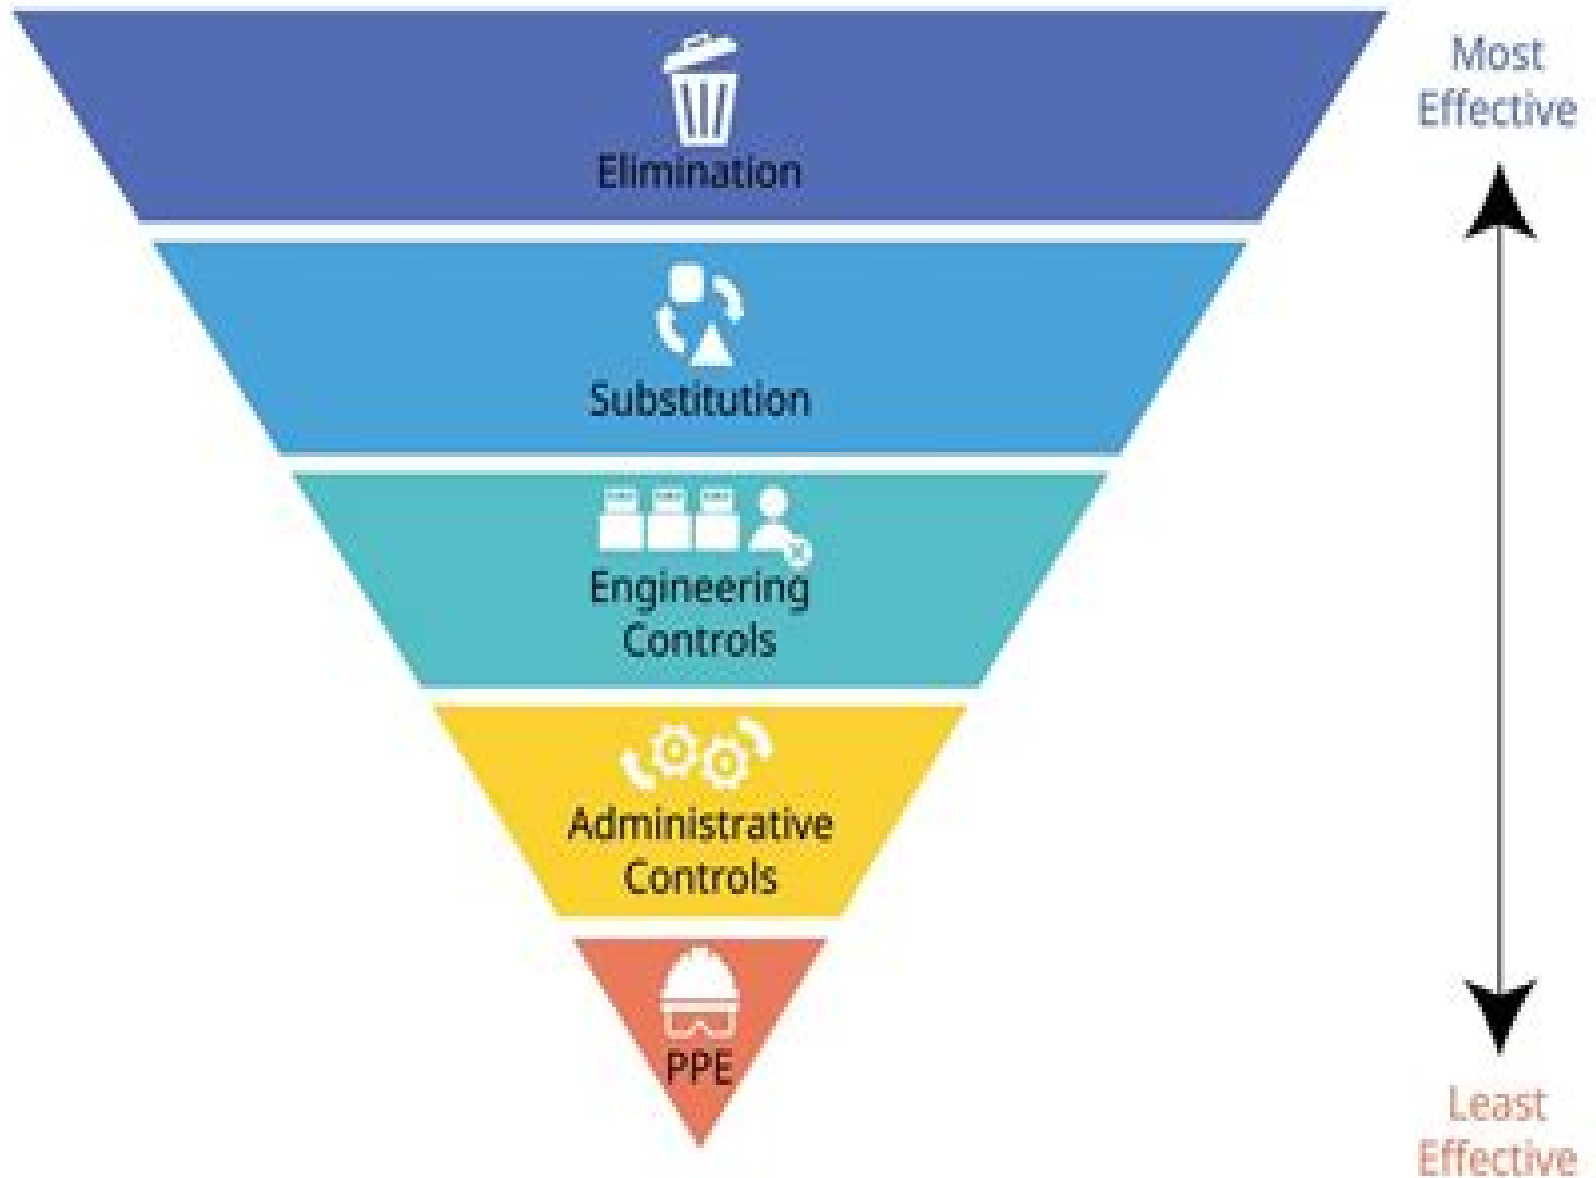 Most
Effective
Elimination
Substitution
Engineering
Controls
Administrative
Controls
PPE
Least
Effective